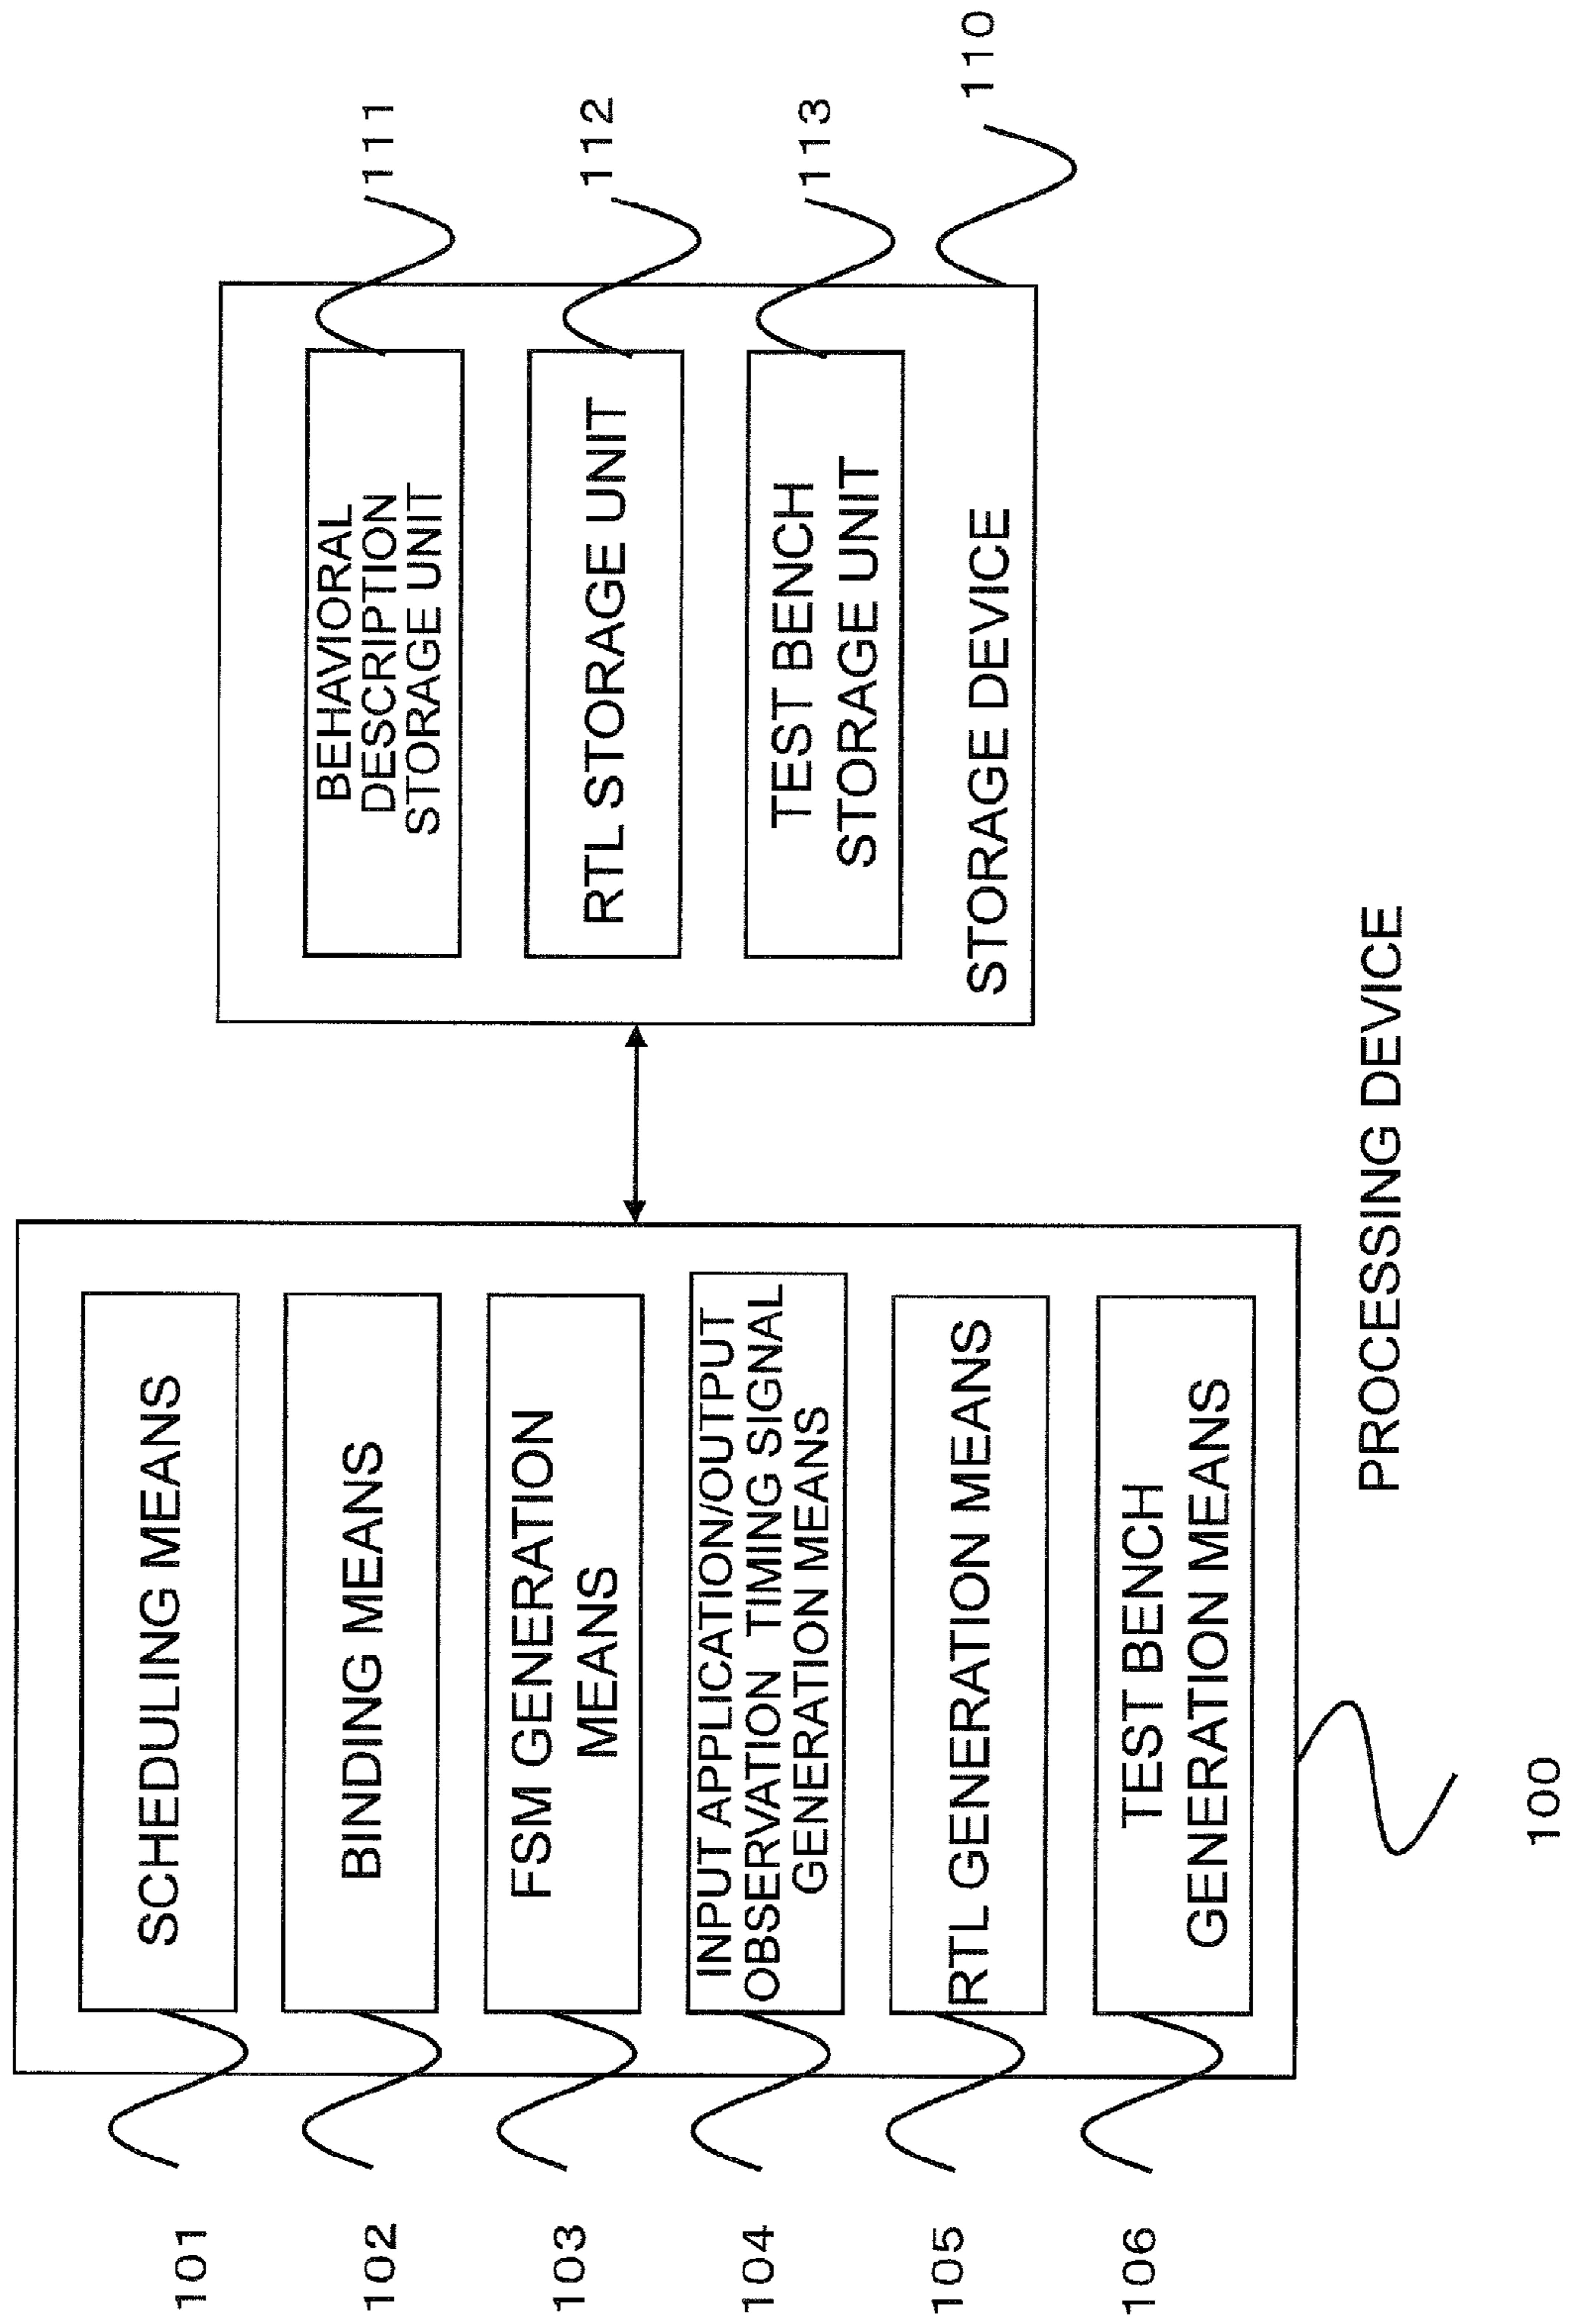 101
SCHEDULING MEANS
102
BINDING MEANS
103
FSM GENERATION
MEANS
104
INPUT APPLICATION/OUTPUT
OBSERVATION TIMING SIGNAL
GENERATION MEANS
105
RTL GENERATION MEANS
106
TEST BENCH
GENERATION MEANS
100
PROCESSING DEVICE
111
BEHAVIORAL
DESCRIPTION
STORAGE UNIT
112
RTL STORAGE UNIT
113
TEST BENCH
STORAGE UNIT
110
STORAGE DEVICE